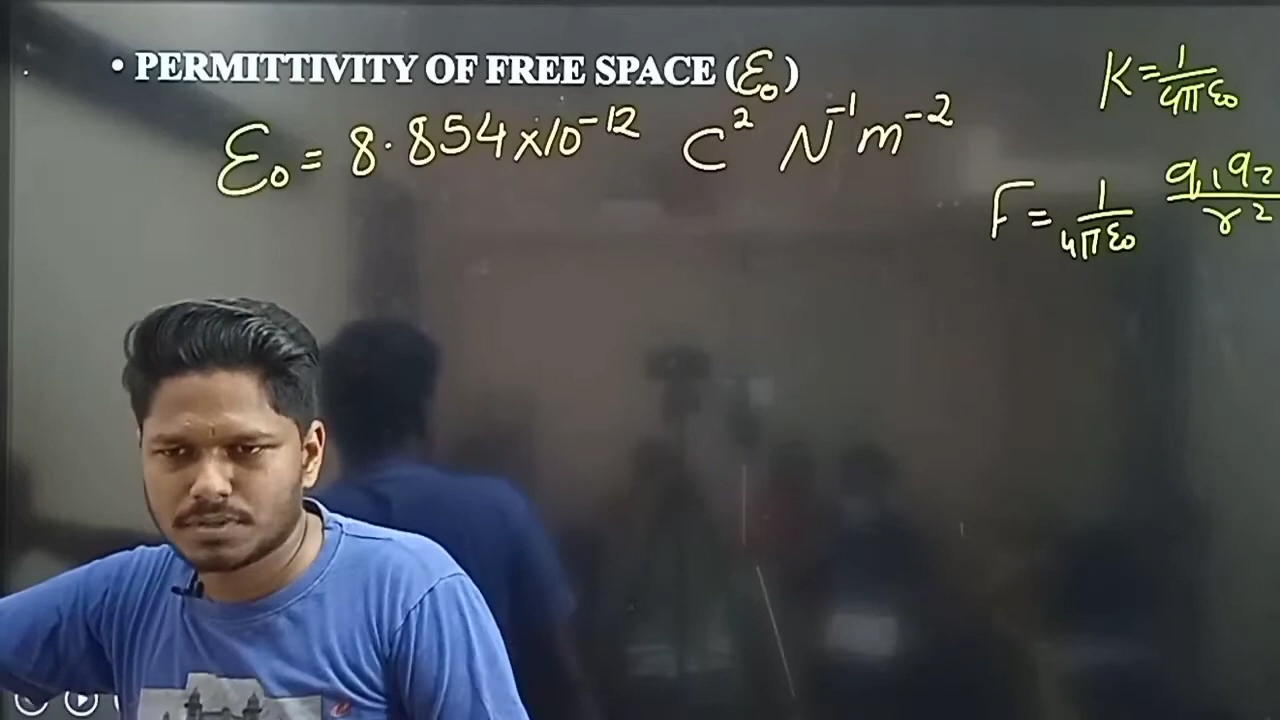 • PERMITTIVITY OF FREE SPACE (ε₀)
ε₀ = 8.854×10⁻¹² C² N⁻¹ m⁻²
K = 1/4πε₀
F = 1/4πε₀ q₁q₂/r²